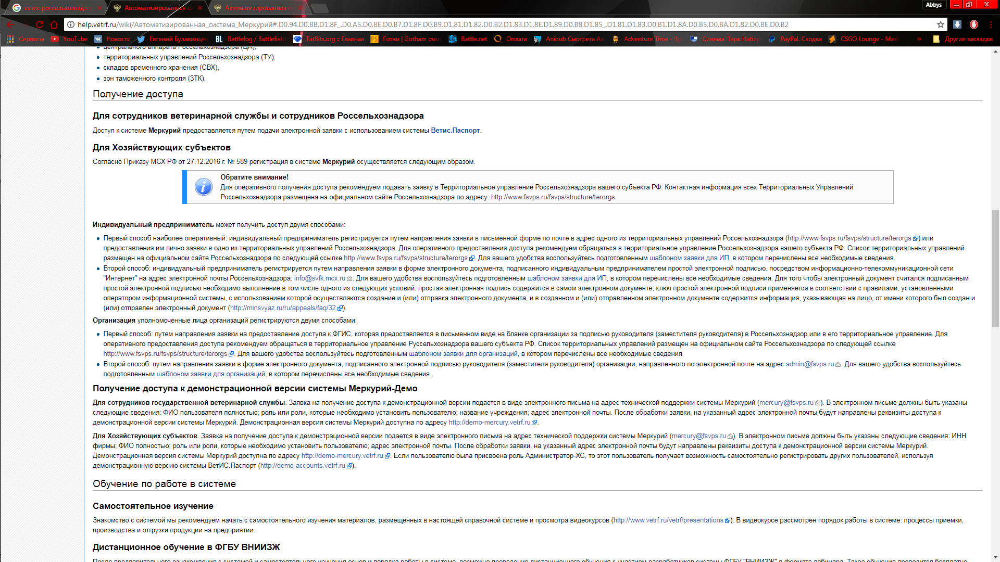 ветис россельхознадзо
Автоматизированная с
Автоматизированная с
Abbys
help.vetrf.ru/wiki/Автоматизированная_система_Меркурий#.D0.94.D0.BB.D1.8F_.D0.A5.D0.BE.D0.B7.D1.8F.D0.B9.D1.81.D1.82.D0.B2.D1.83.D1.8E.D1.89.D0.B8.D1.85_.D1.81.D1.83.D0.B1.D1.8A.D0.B5.D0.BA.D1.82.D0.BE.D0.B2
Сервисы YouTube Новости Евгений Булавинцев Battlelog / Battlefield TatBits.org :: Главная Готэм | Gotham смо Battle.net Оплата Anidub Смотреть Ан Adventure Time - Вр Синема Парк Набер PayPal. Сводка CSGO Lounge - Mark » Другие закладки
центрального аппарата Россельхознадзора (ЦА);
территориальных управлений Россельхознадзора (ТУ);
складов временного хранения (СВХ),
зон таможенного контроля (ЗТК).
Получение доступа
Для сотрудников ветеринарной службы и сотрудников Россельхознадзора
Доступ к системе Меркурий предоставляется путем подачи электронной заявки с использованием системы Ветис.Паспорт.
Для Хозяйствующих субъектов
Согласно Приказу МСХ РФ от 27.12.2016 г. № 589 регистрация в системе Меркурий осуществляется следующим образом.
Обратите внимание!
Для оперативного получения доступа рекомендуем подавать заявку в Территориальное управление Россельхознадзора вашего субъекта РФ. Контактная информация всех Территориальных Управлений
Россельхознадзора размещена на официальном сайте Россельхознадзора по адресу: http://www.fsvps.ru/fsvps/structure/terorgs.
Индивидуальный предприниматель может получить доступ двумя способами:
Первый способ наиболее оперативный: индивидуальный предприниматель регистрируется путем направления заявки в письменной форме по почте в адрес одного из территориальных управлений Россельхознадзора (http://www.fsvps.ru/fsvps/structure/terorgs) или
предоставления им лично заявки в одно из территориальных управлений Россельхознадзора. Для оперативного предоставления доступа рекомендуем обращаться в территориальное управление Россельхознадзора вашего субъекта РФ. Список территориальных управлений
размещен на официальном сайте Россельхознадзора по следующей ссылке http://www.fsvps.ru/fsvps/structure/terorgs. Для вашего удобства воспользуйтесь подготовленным шаблоном заявки для ИП, в котором перечислены все необходимые сведения.
Второй способ: индивидуальный предприниматель регистрируется путем направления заявки в форме электронного документа, подписанного индивидуальным предпринимателем простой электронной подписью, посредством информационно-телекоммуникационной сети
"Интернет" на адрес электронной почты Россельхознадзора: info@svfk.mcx.ru. Для вашего удобства воспользуйтесь подготовленным шаблоном заявки для ИП, в котором перечислены все необходимые сведения. Для того чтобы электронный документ считался подписанным
простой электронной подписью необходимо выполнение в том числе одного из следующих условий: простая электронная подпись содержится в самом электронном документе; ключ простой электронной подписи применяется в соответствии с правилами, установленными
оператором информационной системы, с использованием которой осуществляются создание и (или) отправка электронного документа, и в созданном и (или) отправленном электронном документе содержится информация, указывающая на лицо, от имени которого был создан и
(или) отправлен электронный документ (http://minsvyaz.ru/ru/appeals/faq/32).
Организация уполномоченные лица организаций регистрируются двумя способами:
Первый способ: путем направления заявки на предоставление доступа к ФГИС, которая предоставляется в письменном виде на бланке организации за подписью руководителя (заместителя руководителя) в Россельхознадзор или в его территориальное управление. Для
оперативного предоставления доступа рекомендуем обращаться в территориальное управление Руссельхознадзора вашего субъекта РФ. Список территориальных управлений размещен на официальном сайте Россельхознадзора по следующей ссылке
http://www.fsvps.ru/fsvps/structure/terorgs. Для вашего удобства воспользуйтесь подготовленным шаблоном заявки для организаций, в котором перечислены все необходимые сведения.
Второй способ: путем направления заявки в форме электронного документа, подписанного электронной подписью руководителя (заместителя руководителя) организации, направленного по электронной почте на адрес admin@fsvps.ru. Для вашего удобства воспользуйтесь
подготовленным шаблоном заявки для организаций, в котором перечислены все необходимые сведения.
Получение доступа к демонстрационной версии системы Меркурий-Демо
Для сотрудников государственной ветеринарной службы. Заявка на получение доступа к демонстрационной версии подается в виде электронного письма на адрес технической поддержки системы Меркурий (mercury@fsvps.ru). В электронном письме должны быть указаны
следующие сведения: ФИО пользователя полностью; роль или роли, которые необходимо установить пользователю; название учреждения; адрес электронной почты. После обработки заявки, на указанный адрес электронной почты будут направлены реквизиты доступа к
демонстрационной версии системы Меркурий. Демонстрационная версия системы Меркурий доступна по адресу http://demo-mercury.vetrf.ru.
Для Хозяйствующих субъектов. Заявка на получение доступа к демонстрационной версии подается в виде электронного письма на адрес технической поддержки системы Меркурий (mercury@fsvps.ru). В электронном письме должны быть указаны следующие сведения: ИНН
фирмы; ФИО полностью; роль или роли, которые необходимо установить пользователю; адрес электронной почты. После обработки заявки, на указанный адрес электронной почты будут направлены реквизиты доступа к демонстрационной версии системы Меркурий.
Демонстрационная версия системы Меркурий доступна по адресу http://demo-mercury.vetrf.ru. Если пользователю была присвоена роль Администратор-ХС, то этот пользователь получает возможность самостоятельно регистрировать других пользователей, используя
демонстрационную версию системы ВетИС.Паспорт (http://demo-accounts.vetrf.ru).
Обучение по работе в системе
Самостоятельное изучение
Знакомство с системой мы рекомендуем начать с самостоятельного изучения материалов, размещенных в настоящей справочной системе и просмотра видеокурсов (http://www.vetrf.ru/vetrf/presentations). В видеокурсе рассмотрен порядок работы в системе: процессы приемки,
производства и отгрузки продукции на предприятии.
Дистанционное обучение в ФГБУ ВНИИЗЖ
После предварительного ознакомления с системой и самостоятельного изучения основ и порядка работы в системе, возможно проведение дистанционного обучения с участием разработчиков системы ФГБУ "ВНИИЗЖ" в формате вебинара. Такое обучение проводится бесплатно